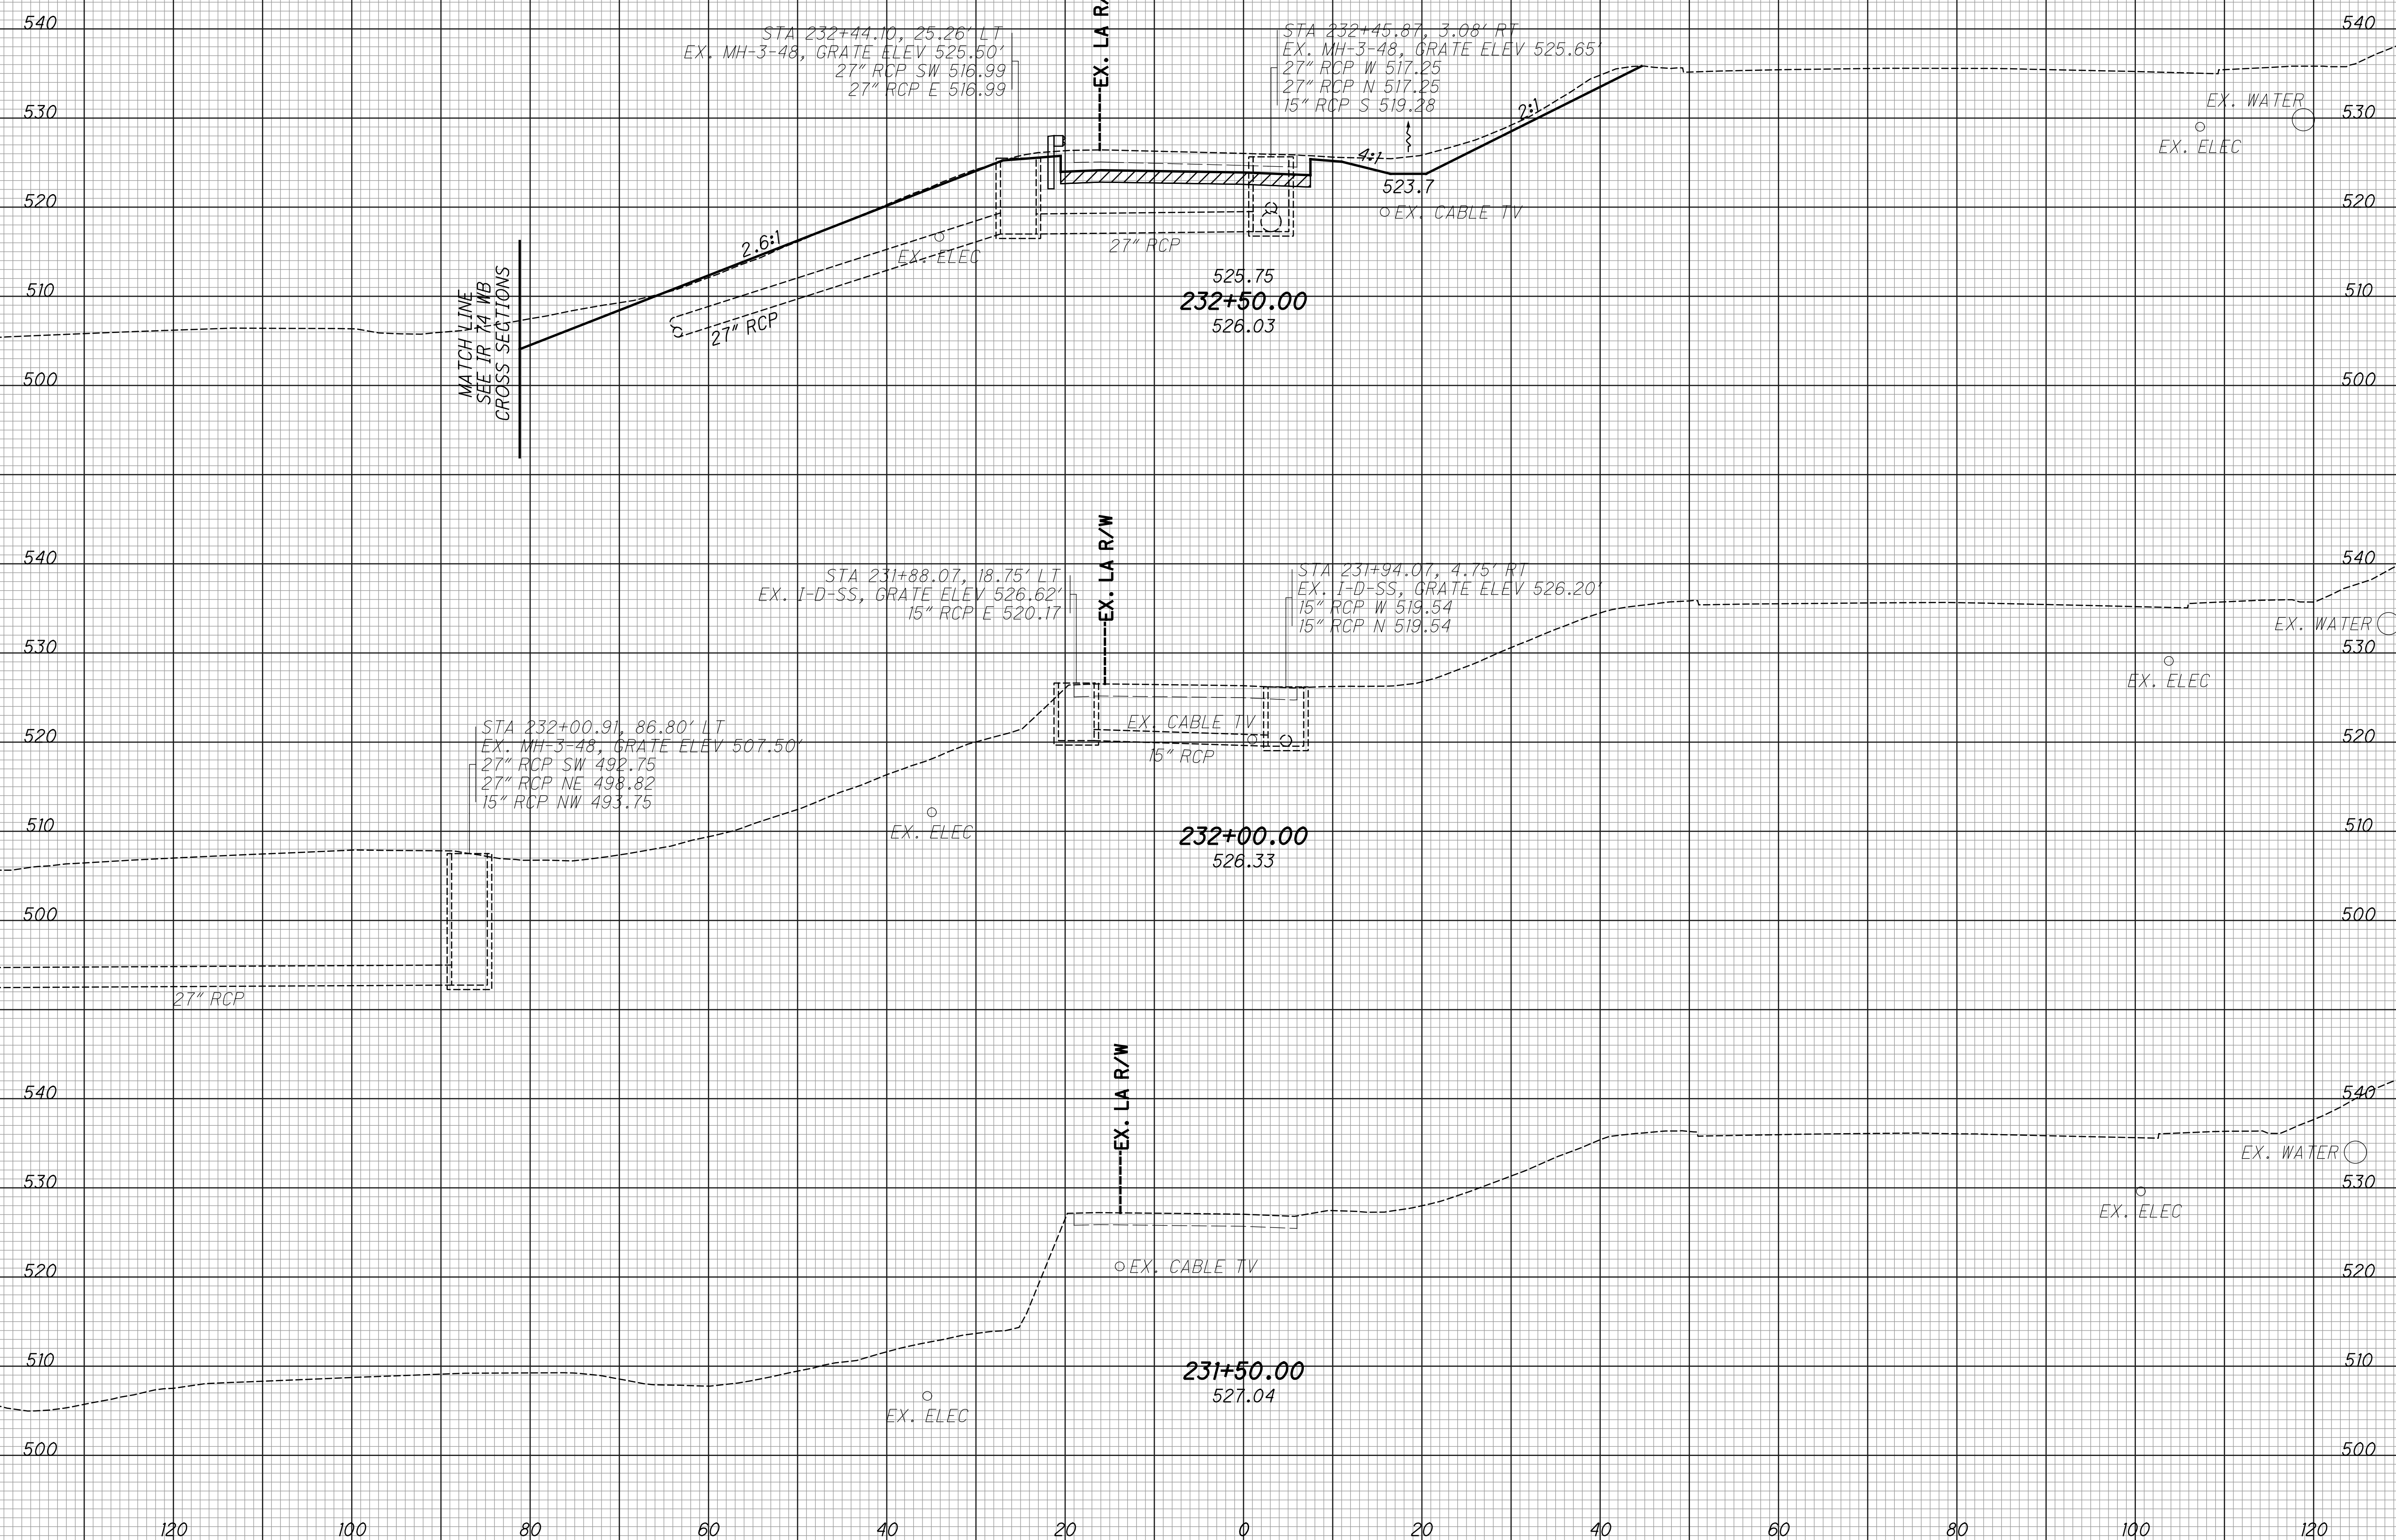 540
STA 232+44.10, 25.26' LT
EX. MH-3-48, GRATE ELEV 525.50'
27" RCP SW 516.99
27" RCP E 516.99
EX. LA R/
STA 232+45.87, 3.08' RT
EX. MH-3-48, GRATE ELEV 525.65'
27" RCP W 517.25
27" RCP N 517.25
15" RCP S 519.28
540
530
2:1
EX. WATER
530
EX. ELEC
4:1
523.7
520
EX. CABLE TV
520
2.6:1
EX. ELEC
27" RCP
27" RCP
525.75
232+50.00
526.03
510
510
MATCH LINE
SEE IR 74 WB
CROSS SECTIONS
500
500
EX. LA R/W
540
STA 231+88.07, 18.75' LT
EX. I-D-SS, GRATE ELEV 526.62'
15" RCP E 520.17
STA 231+94.07, 4.75' RT
EX. I-D-SS, GRATE ELEV 526.20'
15" RCP W 519.54
15" RCP N 519.54
540
530
EX. WATER
530
EX. ELEC
STA 232+00.91, 86.80' LT
EX. MH-3-48, GRATE ELEV 507.50'
27" RCP SW 492.75
27" RCP NE 498.82
15" RCP NW 493.75
520
EX. CABLE TV
15" RCP
520
510
EX. ELEC
232+00.00
526.33
510
500
500
27" RCP
EX. LA R/W
540
540
530
EX. WATER
530
EX. ELEC
520
EX. CABLE TV
520
510
231+50.00
527.04
510
EX. ELEC
500
500
120 100 80 60 40 20 0 20 40 60 80 100 120